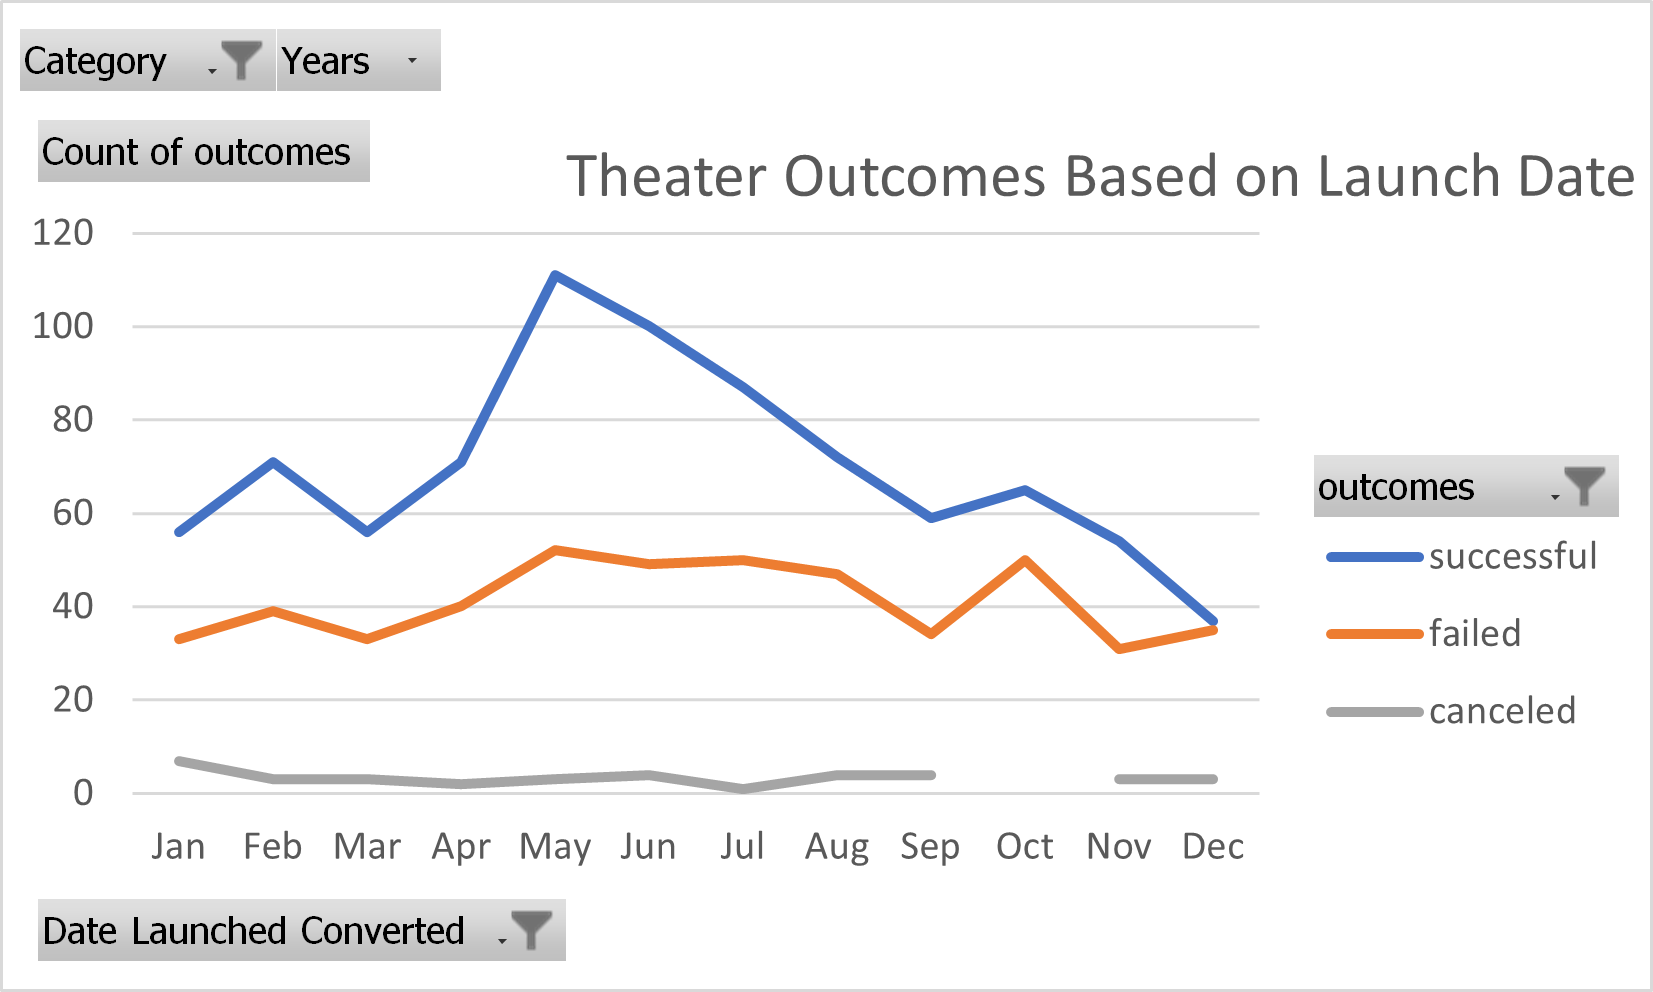 Category Years
Count of outcomes
Theater Outcomes Based on Launch Date
120
100
80
60
40
20
0
Jan Feb Mar Apr May Jun Jul Aug Sep Oct Nov Dec
outcomes
successful
failed
canceled
Date Launched Converted